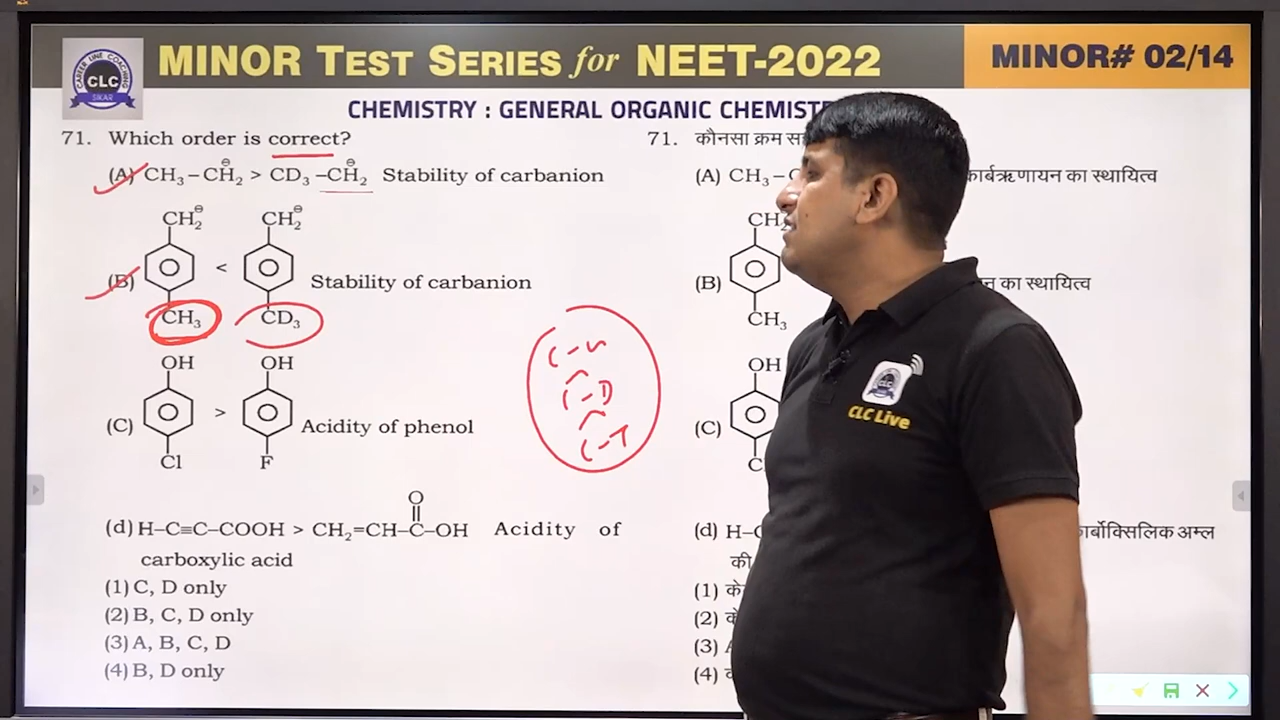 MINOR TEST SERIES for NEET-2022
MINOR# 02/14
CAREER LINE COACHING
CLC
SIKAR
CHEMISTRY : GENERAL ORGANIC
71. Which order is correct?
(A) CH₃–CH₂⊖ > CD₃–CH₂⊖ Stability of carbanion
CH₂⊖ CH₂⊖
(B) < Stability of carbanion
CH₃ CD₃
OH OH
(C) > Acidity of phenol
Cl F
O
(d) H–C≡C–COOH > CH₂=CH–C–OH Acidity of
carboxylic acid
(1) C, D only
(2) B, C, D only
(3) A, B, C, D
(4) B, D only
C-H
C-D
C-T
71. कौनसा क्रम
(A) CH₃– कार्बऋणायन का स्थायित्व
CH₂
(B) का स्थायित्व
CH₃
OH
(C)
(d) कार्बोक्सिलिक अम्ल
की
(1)
(2)
(3)
(4)
CLC Live